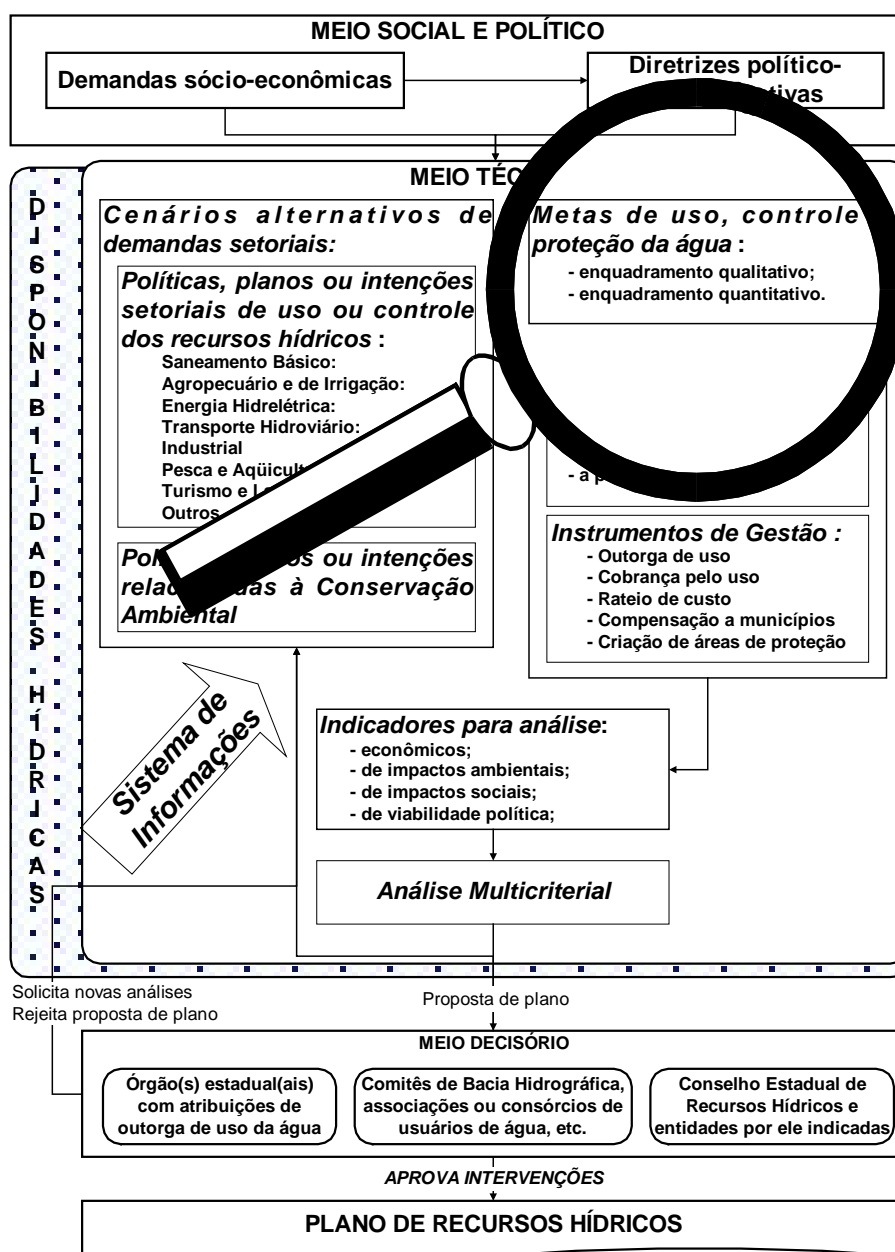 MEIO SOCIAL E POLÍTICO
Demandas sócio-econômicas
Diretrizes político-
DISPONIBILIDADES HÍDRICAS
MEIO
Cenários alternativos de
demandas setoriais:
Políticas, planos ou intenções
setoriais de uso ou controle
dos recursos hídricos :
Saneamento Básico:
Agropecuário e de Irrigação:
Energia Hidrelétrica:
Transporte Hidroviário:
Industrial
Pesca e
Turismo e
Outros
ou intenções
à Conservação
Ambiental
Metas de uso, controle
proteção da água :
- enquadramento qualitativo;
- enquadramento quantitativo.
- a
Instrumentos de Gestão :
- Outorga de uso
- Cobrança pelo uso
- Rateio de custo
- Compensação a municípios
- Criação de áreas de proteção
Sistema de
Informações
Indicadores para análise:
- econômicos;
- de impactos ambientais;
- de impactos sociais;
- de viabilidade política;
Análise Multicriterial
Solicita novas análises
Rejeita proposta de plano
Proposta de plano
MEIO DECISÓRIO
Órgão(s) estadual(ais)
com atribuições de
outorga de uso da água
Comitês de Bacia Hidrográfica,
associações ou consórcios de
usuários de água, etc.
Conselho Estadual de
Recursos Hídricos e
entidades por ele indicadas
APROVA INTERVENÇÕES
PLANO DE RECURSOS HÍDRICOS